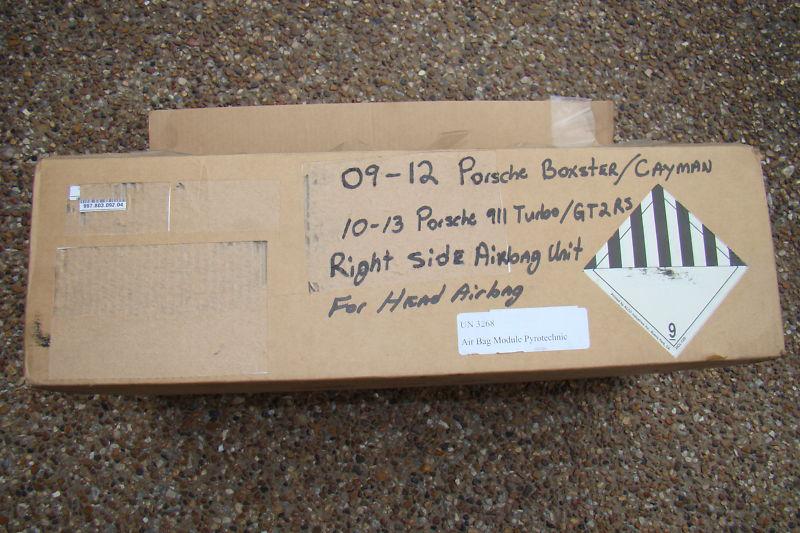 997.803.092.04
09-12 Porsche Boxster/CAYMAN
10-13 Porsche 911 Turbo/GT2RS
Right Side Airbag Unit
For Head Airbag
UN 3268
Air Bag Module Pyrotechnic
9